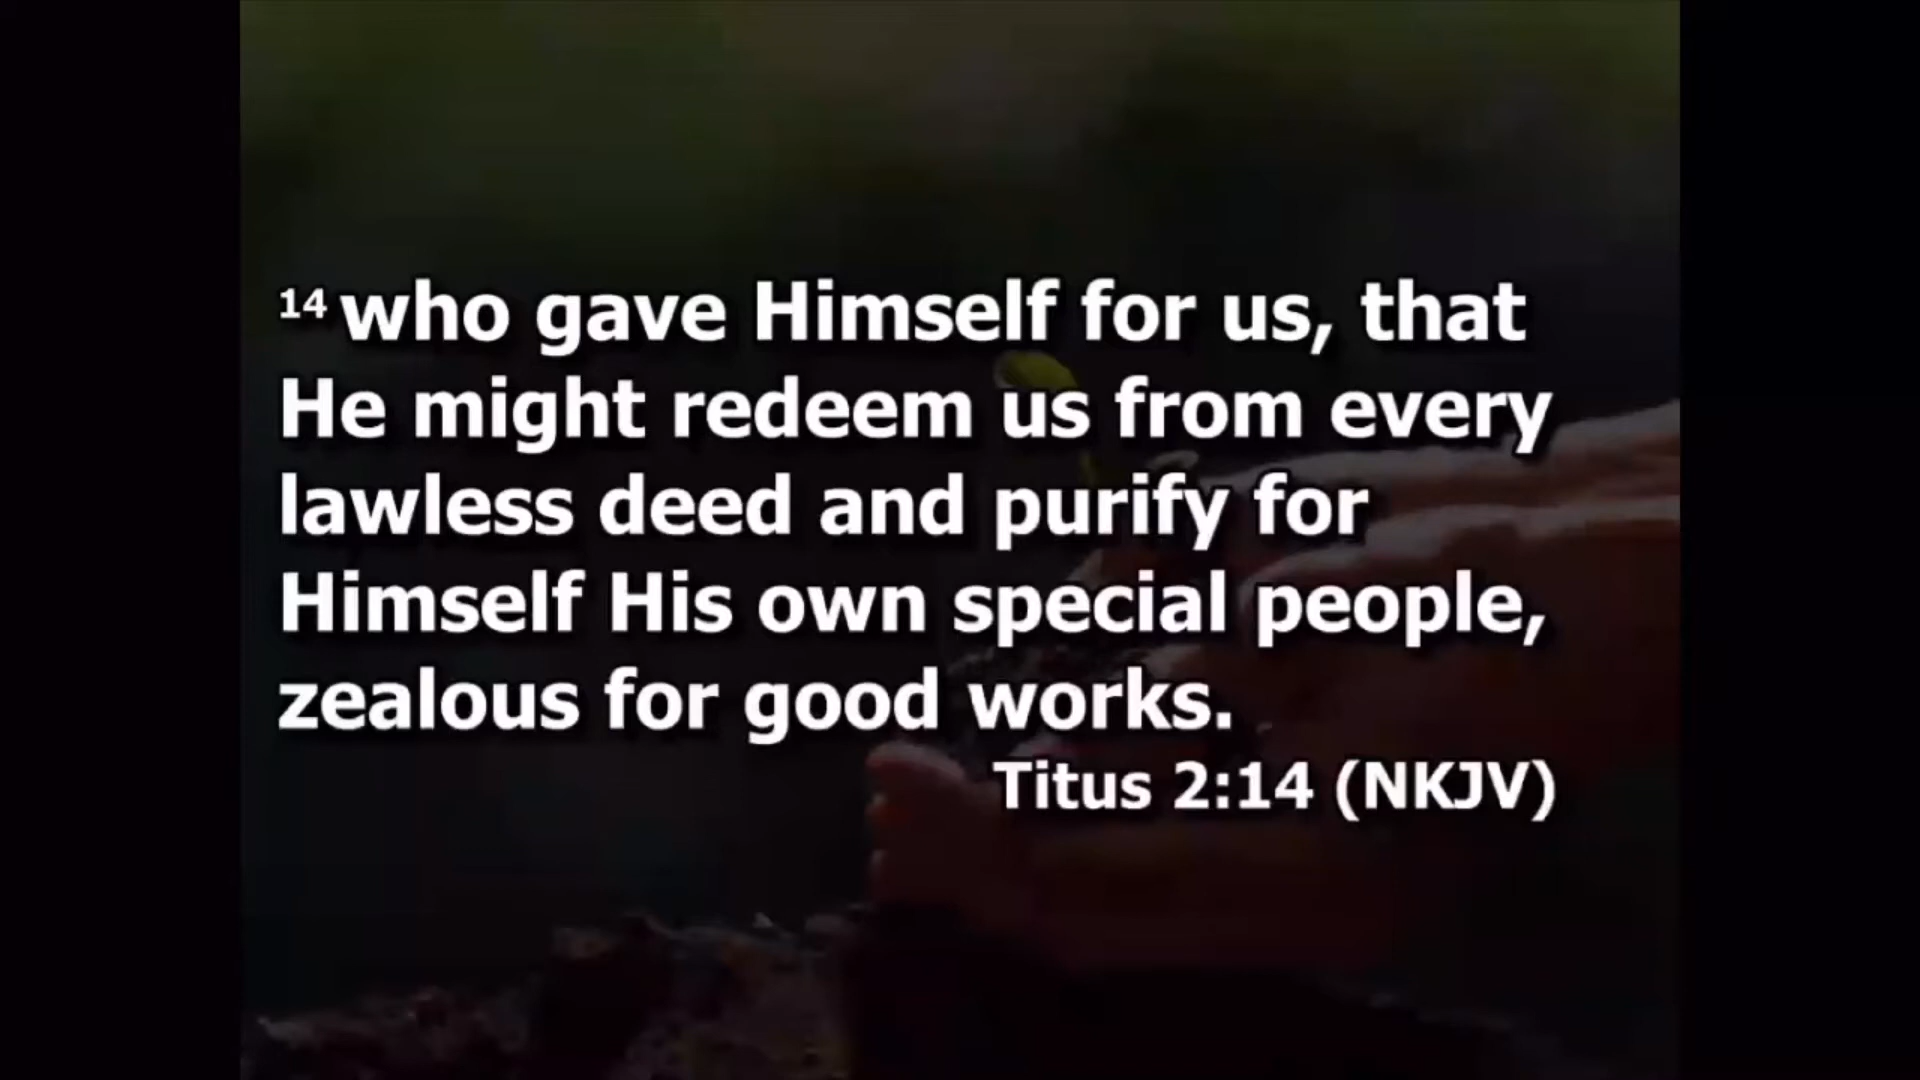 14 who gave Himself for us, that
He might redeem us from every
lawless deed and purify for
Himself His own special people,
zealous for good works.
Titus 2:14 (NKJV)